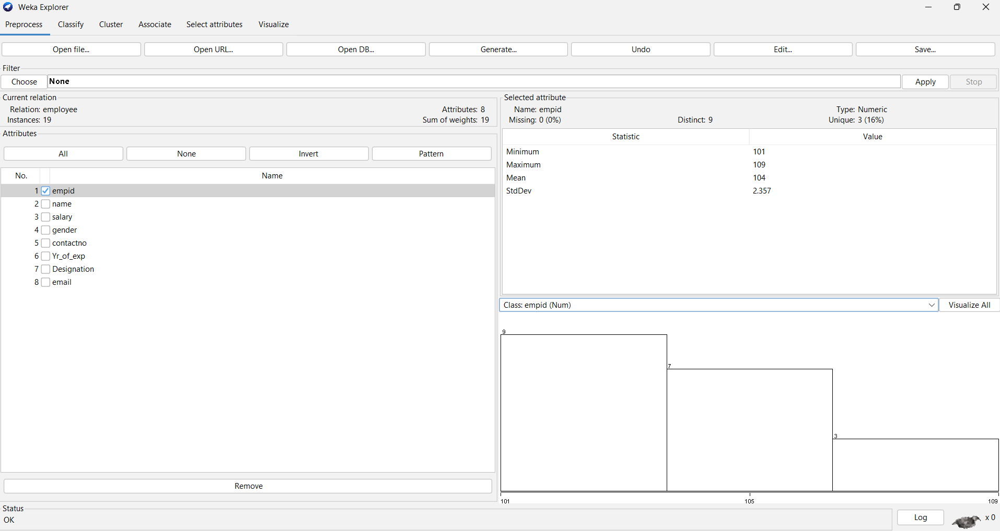 Weka Explorer
Preprocess Classify Cluster Associate Select attributes Visualize
Open file... Open URL... Open DB... Generate... Undo Edit... Save...
Filter
Choose None Apply Stop
Current relation
Relation: employee Attributes: 8
Instances: 19 Sum of weights: 19
Attributes
All None Invert Pattern
No. Name
1 empid
2 name
3 salary
4 gender
5 contactno
6 Yr_of_exp
7 Designation
8 email
Remove
Selected attribute
Name: empid Type: Numeric
Missing: 0 (0%) Distinct: 9 Unique: 3 (16%)
Statistic Value
Minimum 101
Maximum 109
Mean 104
StdDev 2.357
Class: empid (Num) Visualize All
9
7
3
101 105 109
Status
OK
Log x 0